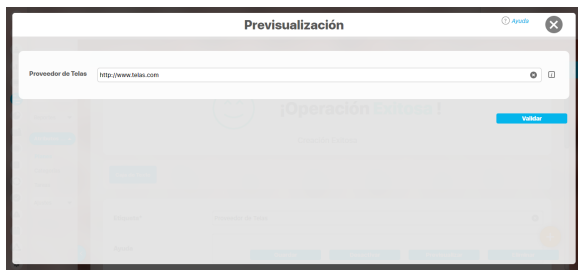 Previsualización
Ayuda
Proveedor de Telas
http://www.telas.com
Validar
¡Operación Exitosa !